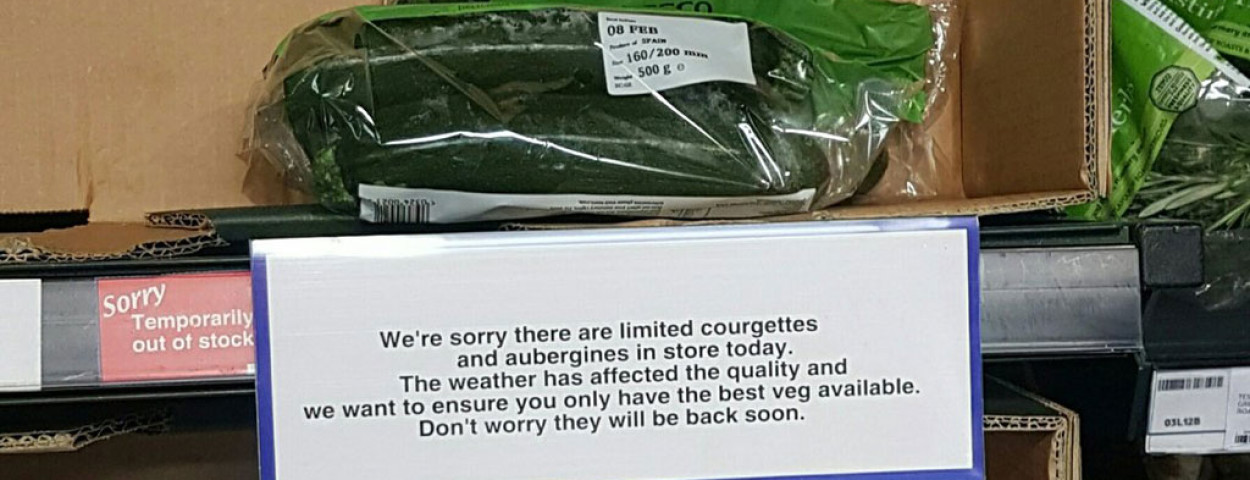 08 FEB
Product of SPAIN
160/200 mm
500 g e
Sorry
Temporarily
out of stock
We're sorry there are limited courgettes
and aubergines in store today.
The weather has affected the quality and
we want to ensure you only have the best veg available.
Don't worry they will be back soon.
03L12B